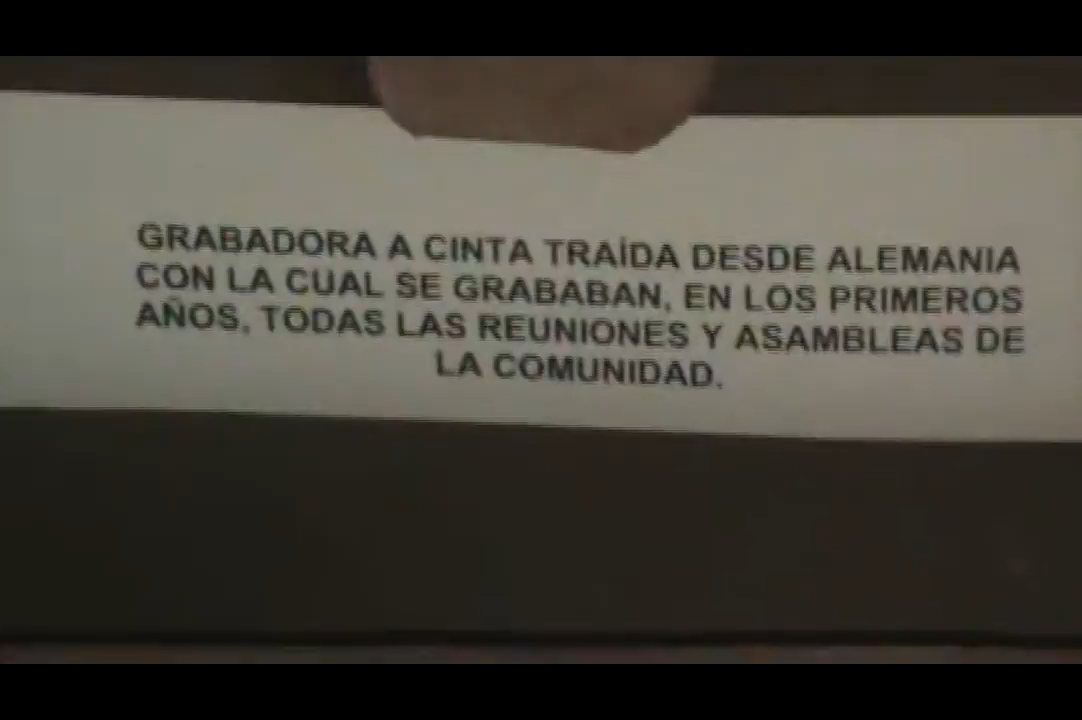 GRABADORA A CINTA TRAÍDA DESDE ALEMANIA
CON LA CUAL SE GRABABAN, EN LOS PRIMEROS
AÑOS, TODAS LAS REUNIONES Y ASAMBLEAS DE
LA COMUNIDAD.